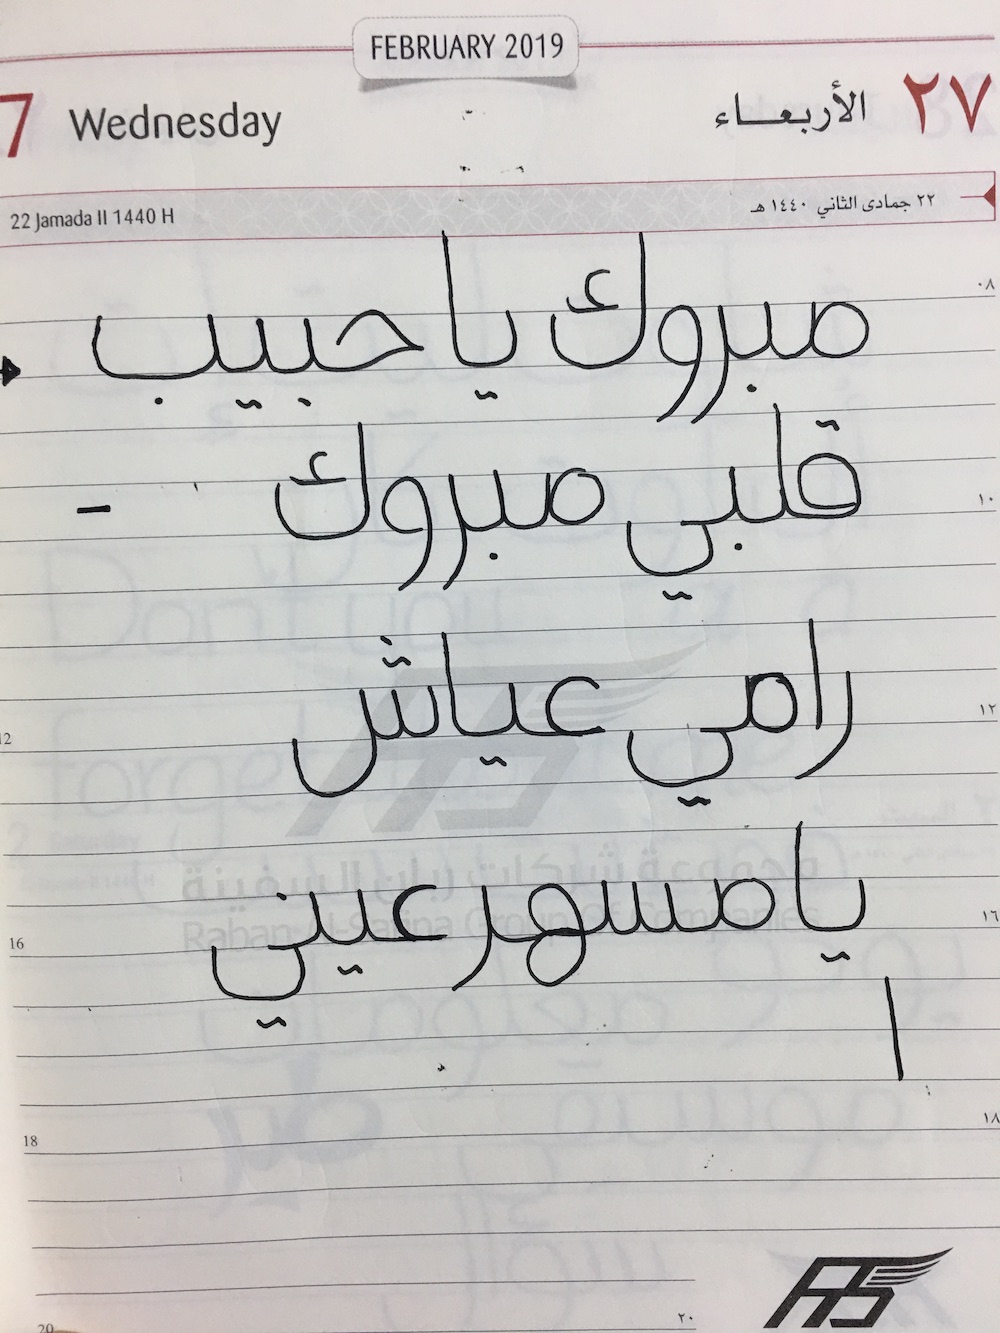 FEBRUARY 2019
7 Wednesday الأربعاء ٢٧
22 Jamada II 1440 H ٢٢ جمادى الثاني ١٤٤٠ هـ
٠٨
مبروك يا حبيب
١٠
قلبي مبروك -
رامي عياش
12 ١٢
يا مسهر عيني
16 ١٦
ا
18 ١٨
20 ٢٠